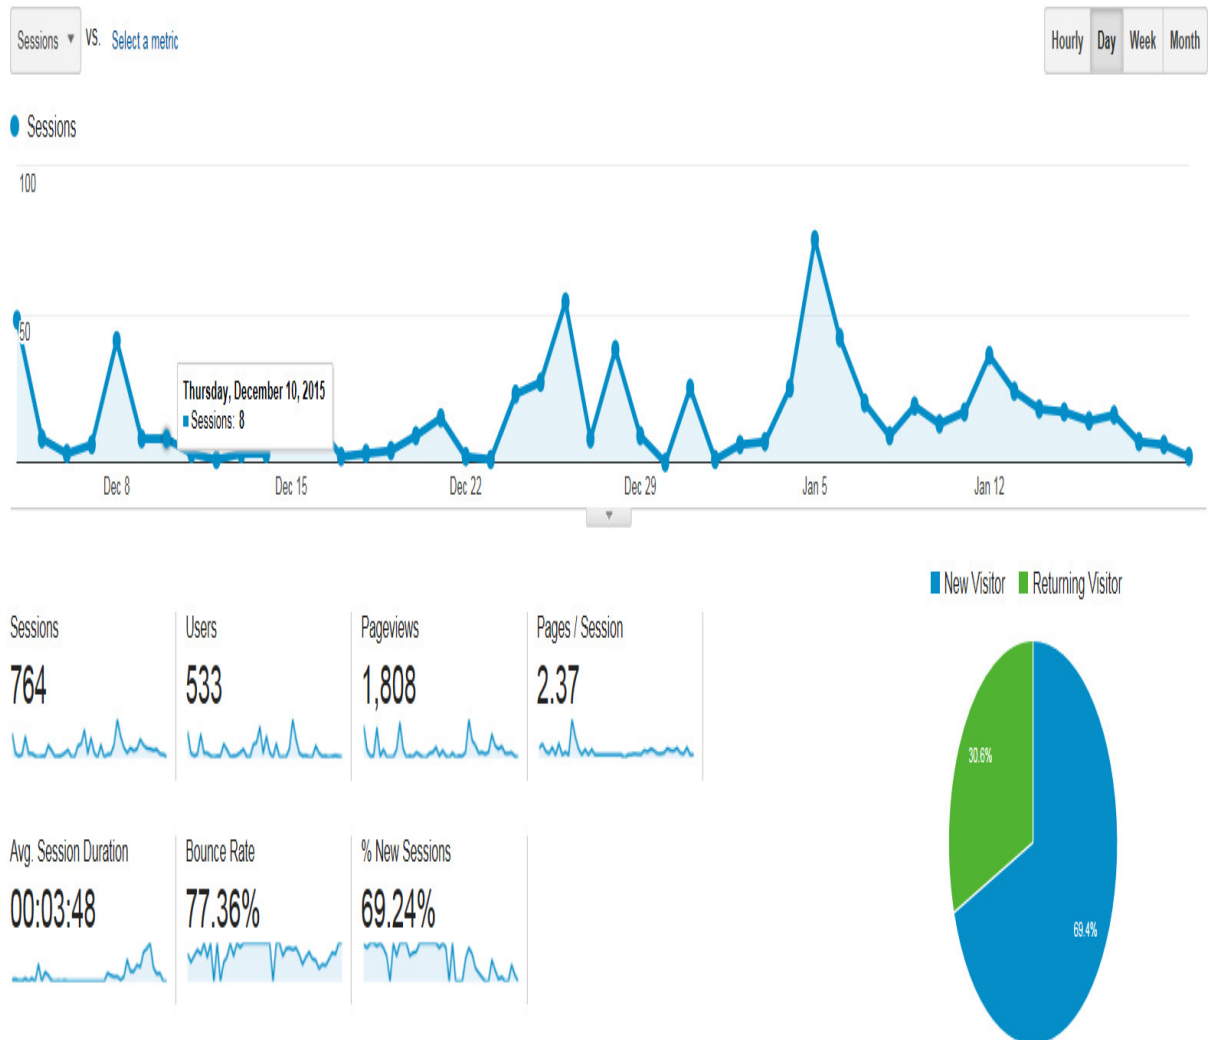 Sessions VS. Select a metric
Hourly Day Week Month
Sessions
100
50
Thursday, December 10, 2015
Sessions: 8
Dec 8 Dec 15 Dec 22 Dec 29 Jan 5 Jan 12
New Visitor Returning Visitor
Sessions Users Pageviews Pages / Session
764 533 1,808 2.37
30.6%
Avg. Session Duration Bounce Rate % New Sessions
00:03:48 77.36% 69.24%
69.4%